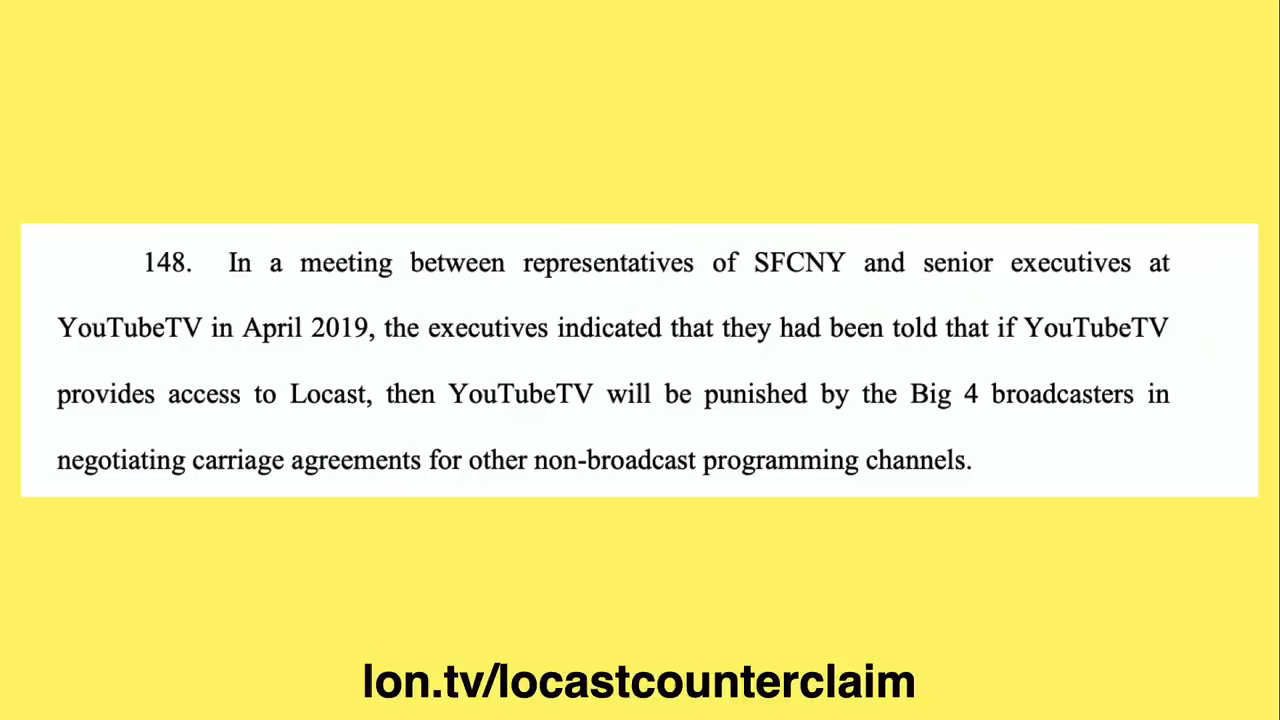 148. In a meeting between representatives of SFCNY and senior executives at
YouTubeTV in April 2019, the executives indicated that they had been told that if YouTubeTV
provides access to Locast, then YouTubeTV will be punished by the Big 4 broadcasters in
negotiating carriage agreements for other non-broadcast programming channels.
lon.tv/locastcounterclaim